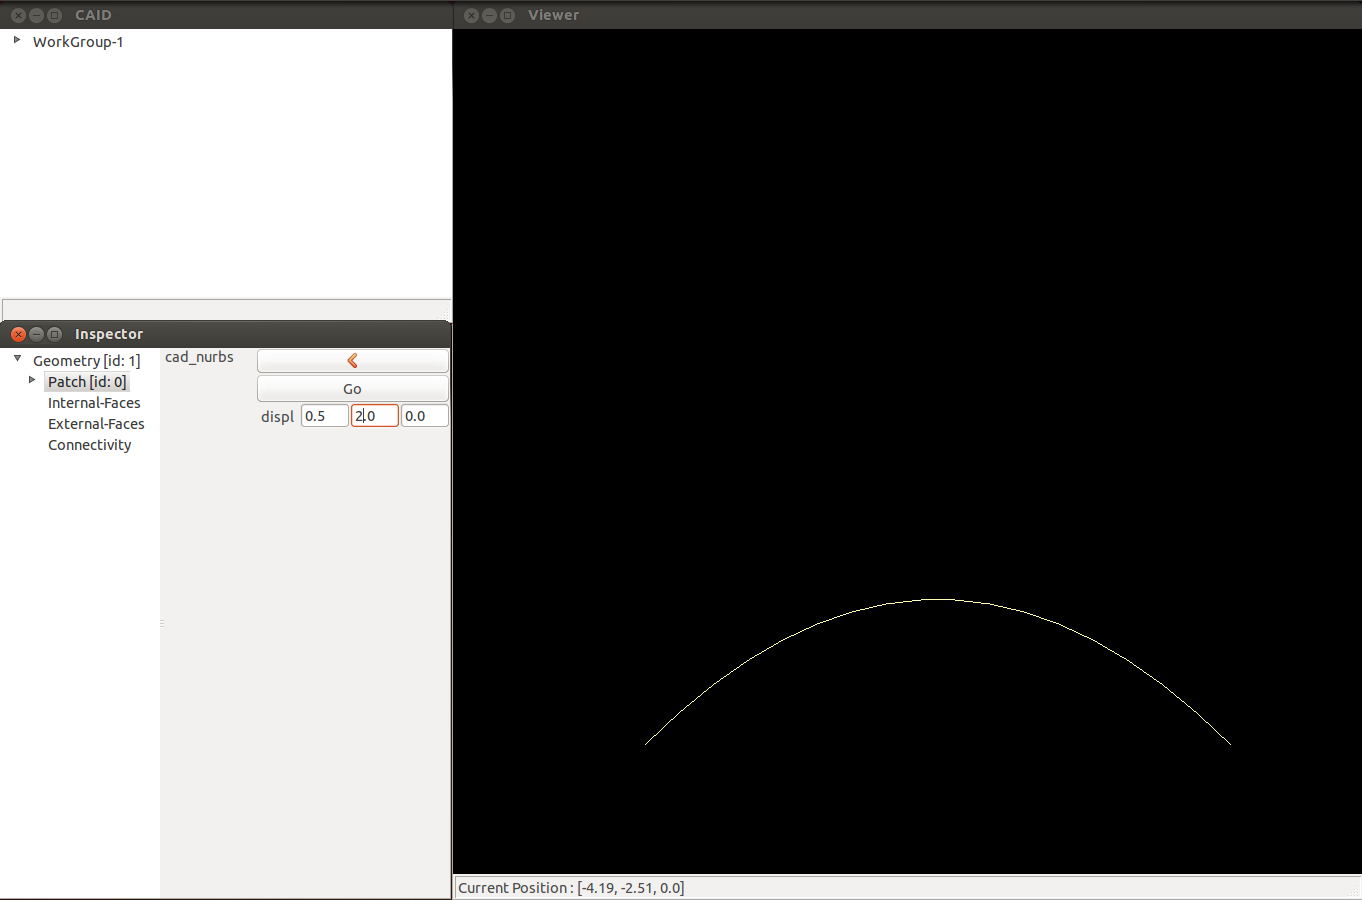 CAID
WorkGroup-1
Inspector
Geometry [id: 1]
Patch [id: 0]
Internal-Faces
External-Faces
Connectivity
cad_nurbs
Go
displ 0.5 2.0 0.0
Viewer
Current Position : [-4.19, -2.51, 0.0]